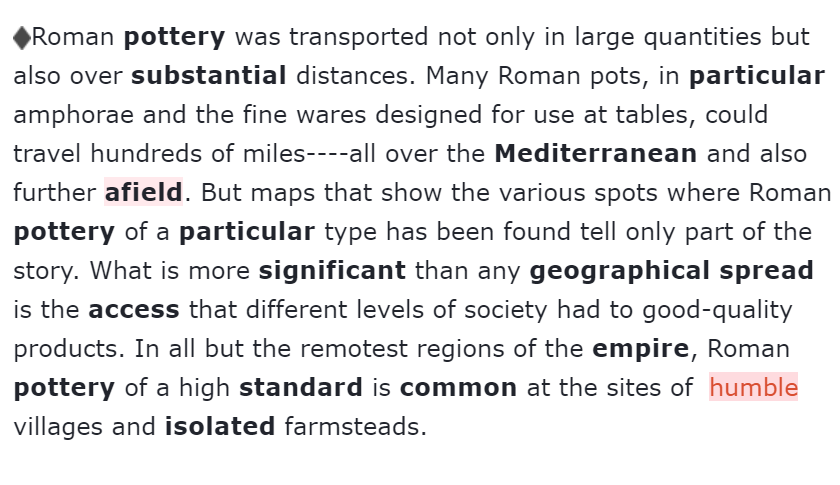 ♦Roman pottery was transported not only in large quantities but
also over substantial distances. Many Roman pots, in particular
amphorae and the fine wares designed for use at tables, could
travel hundreds of miles----all over the Mediterranean and also
further afield. But maps that show the various spots where Roman
pottery of a particular type has been found tell only part of the
story. What is more significant than any geographical spread
is the access that different levels of society had to good-quality
products. In all but the remotest regions of the empire, Roman
pottery of a high standard is common at the sites of humble
villages and isolated farmsteads.